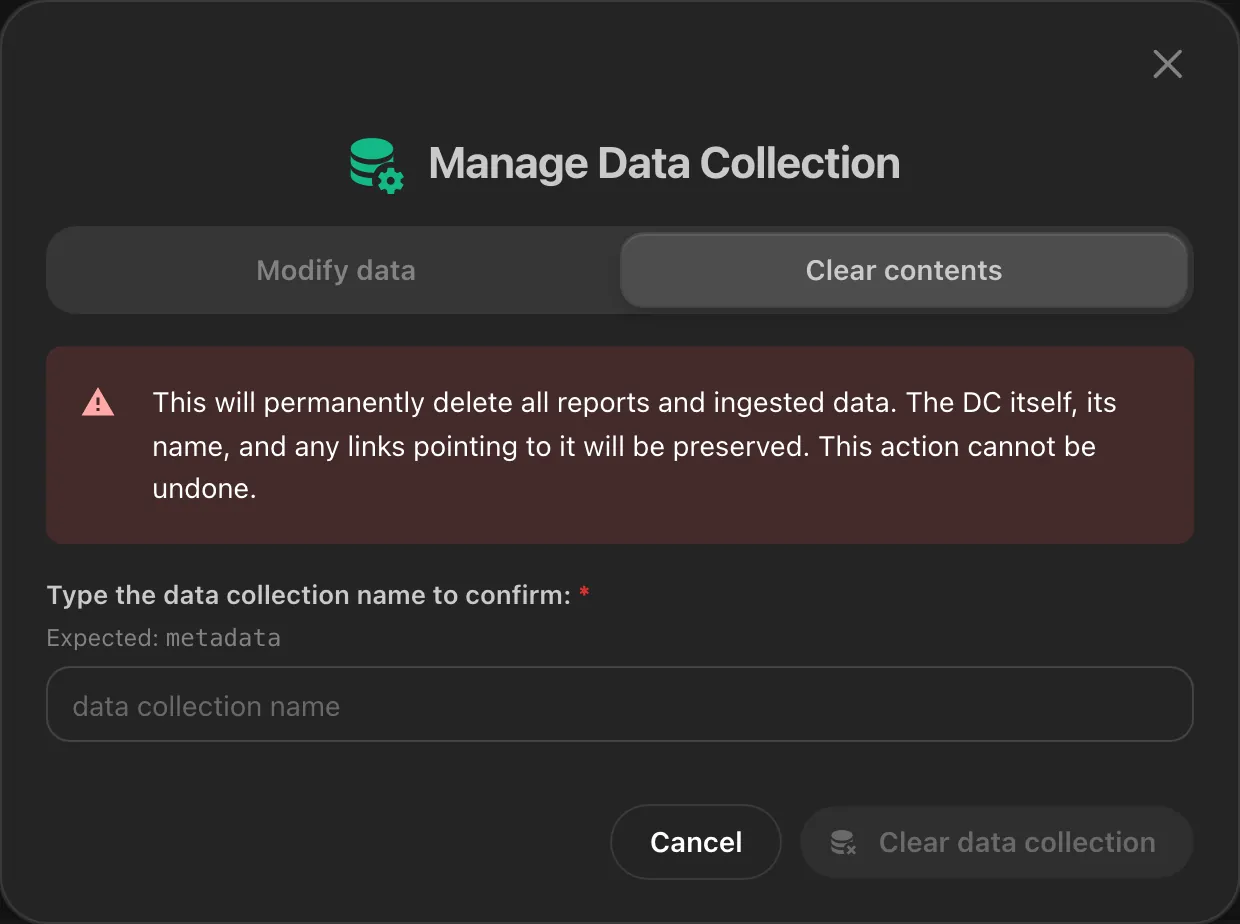 Manage Data Collection
Modify data
Clear contents
This will permanently delete all reports and ingested data. The DC itself, its
name, and any links pointing to it will be preserved. This action cannot be
undone.
Type the data collection name to confirm: *
Expected: metadata
data collection name
Cancel
Clear data collection